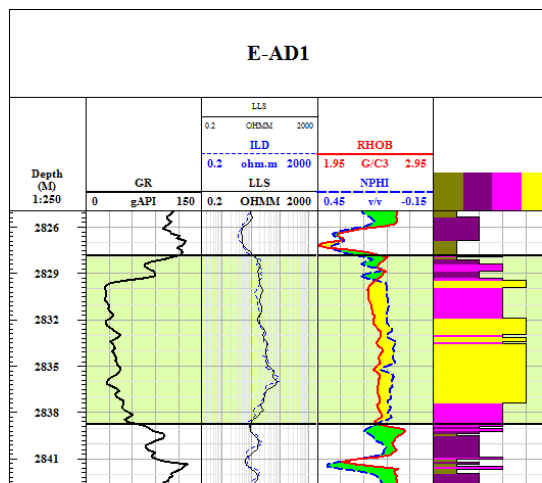 E-AD1
LLS
0.2 OHMM 2000
ILD RHOB
0.2 ohm.m 2000 1.95 G/C3 2.95
Depth
(M) GR LLS NPHI
1:250 0 gAPI 150 0.2 OHMM 2000 0.45 v/v -0.15
2826
2829
2832
2835
2838
2841